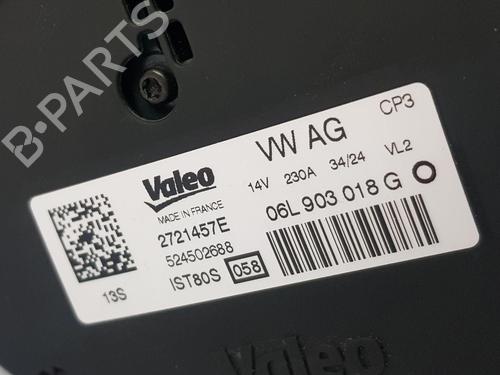 B-PARTS
Valeo VW AG CP3
MADE IN FRANCE 14V 230A 34/24 VL2
2721457E 06L 903 018 G
524502688
13S IST80S 058
Valeo